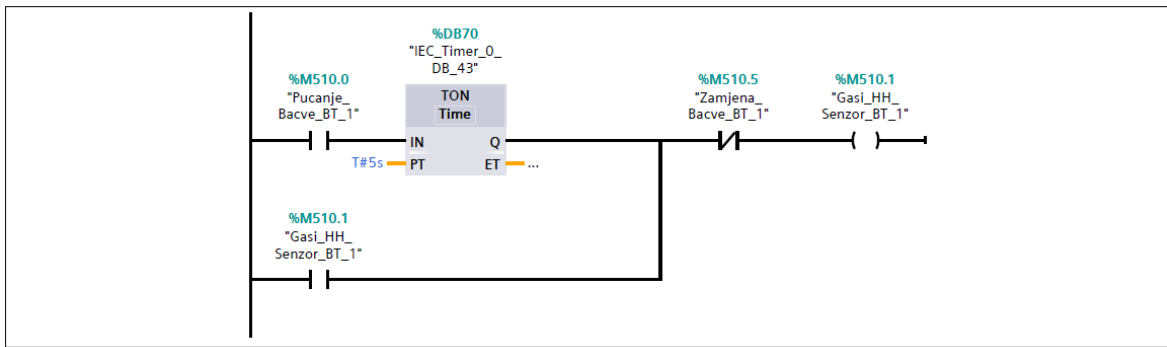 %DB70
"IEC_Timer_0_
DB_43"
%M510.0
"Pucanje_
Bacve_BT_1"
TON
Time
IN
Q
T#5s
PT
ET
...
%M510.5
"Zamjena_
Bacve_BT_1"
%M510.1
"Gasi_HH_
Senzor_BT_1"
%M510.1
"Gasi_HH_
Senzor_BT_1"